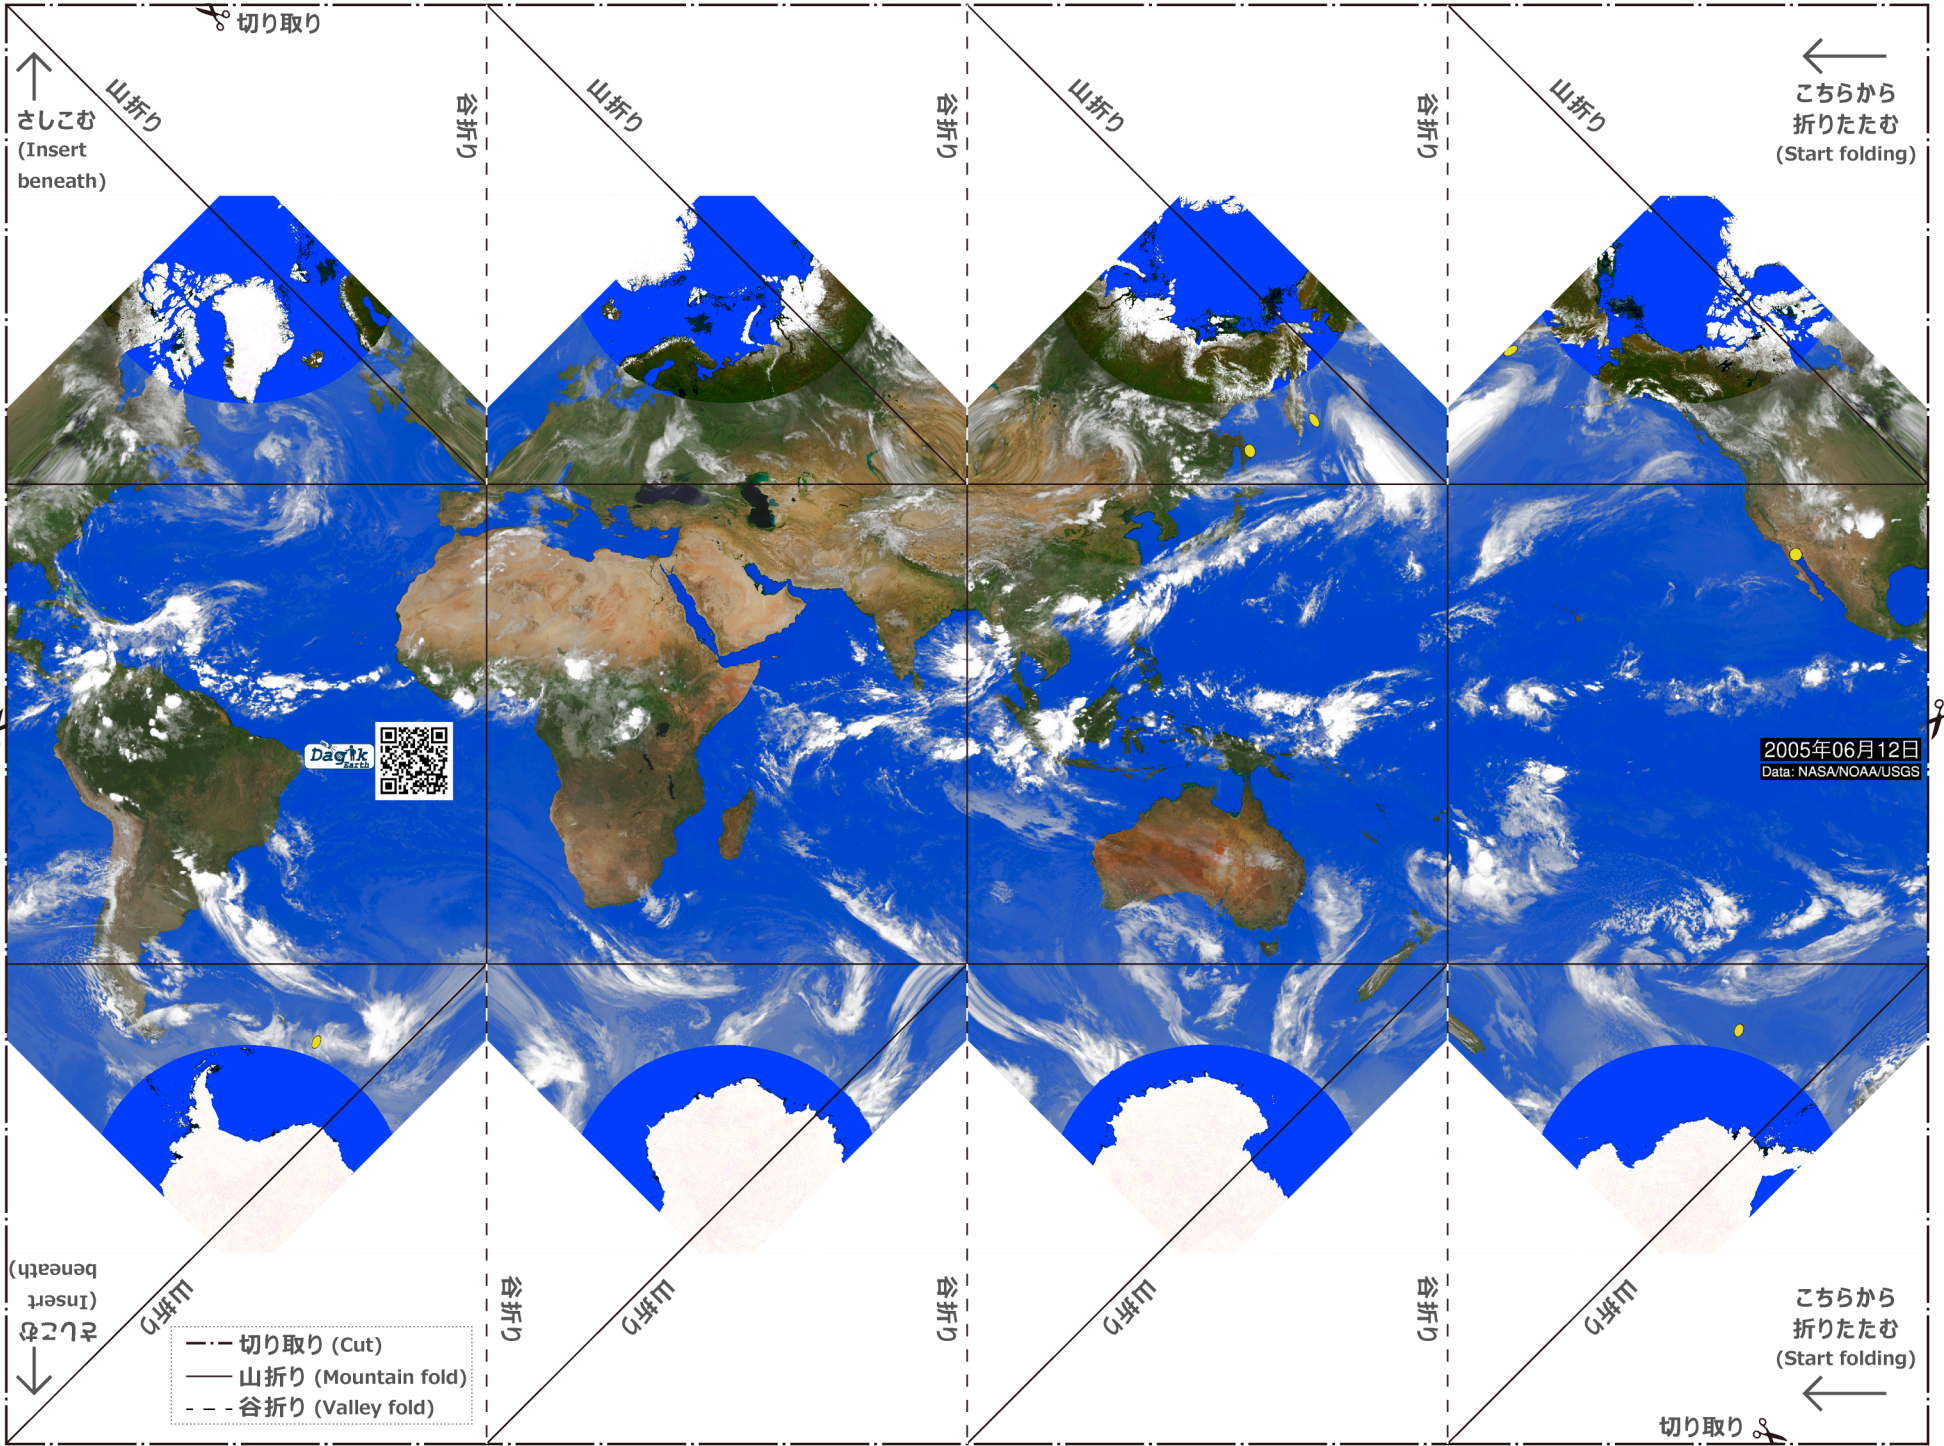 切り取り
山折り
谷折り
山折り
谷折り
山折り
谷折り
山折り
さしこむ
(Insert
beneath)
こちらから
折りたたむ
(Start folding)
Dagik
Earth
2005年06月12日
Data: NASA/NOAA/USGS
さしこむ
(Insert
beneath)
山折り
谷折り
山折り
谷折り
山折り
谷折り
山折り
こちらから
折りたたむ
(Start folding)
切り取り (Cut)
山折り (Mountain fold)
谷折り (Valley fold)
切り取り